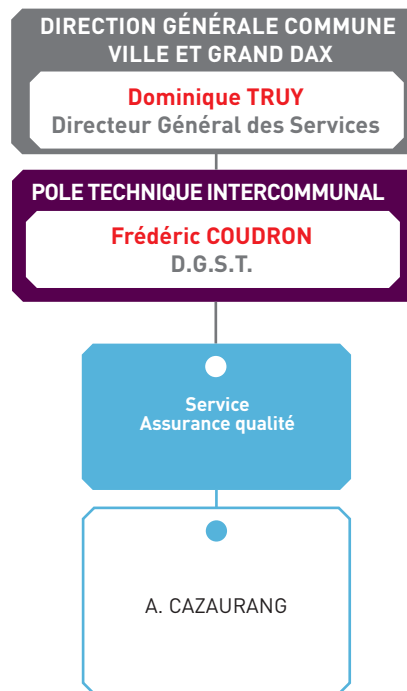 DIRECTION GÉNÉRALE COMMUNE
VILLE ET GRAND DAX
Dominique TRUY
Directeur Général des Services
POLE TECHNIQUE INTERCOMMUNAL
Frédéric COUDRON
D.G.S.T.
Service
Assurance qualité
A. CAZAURANG